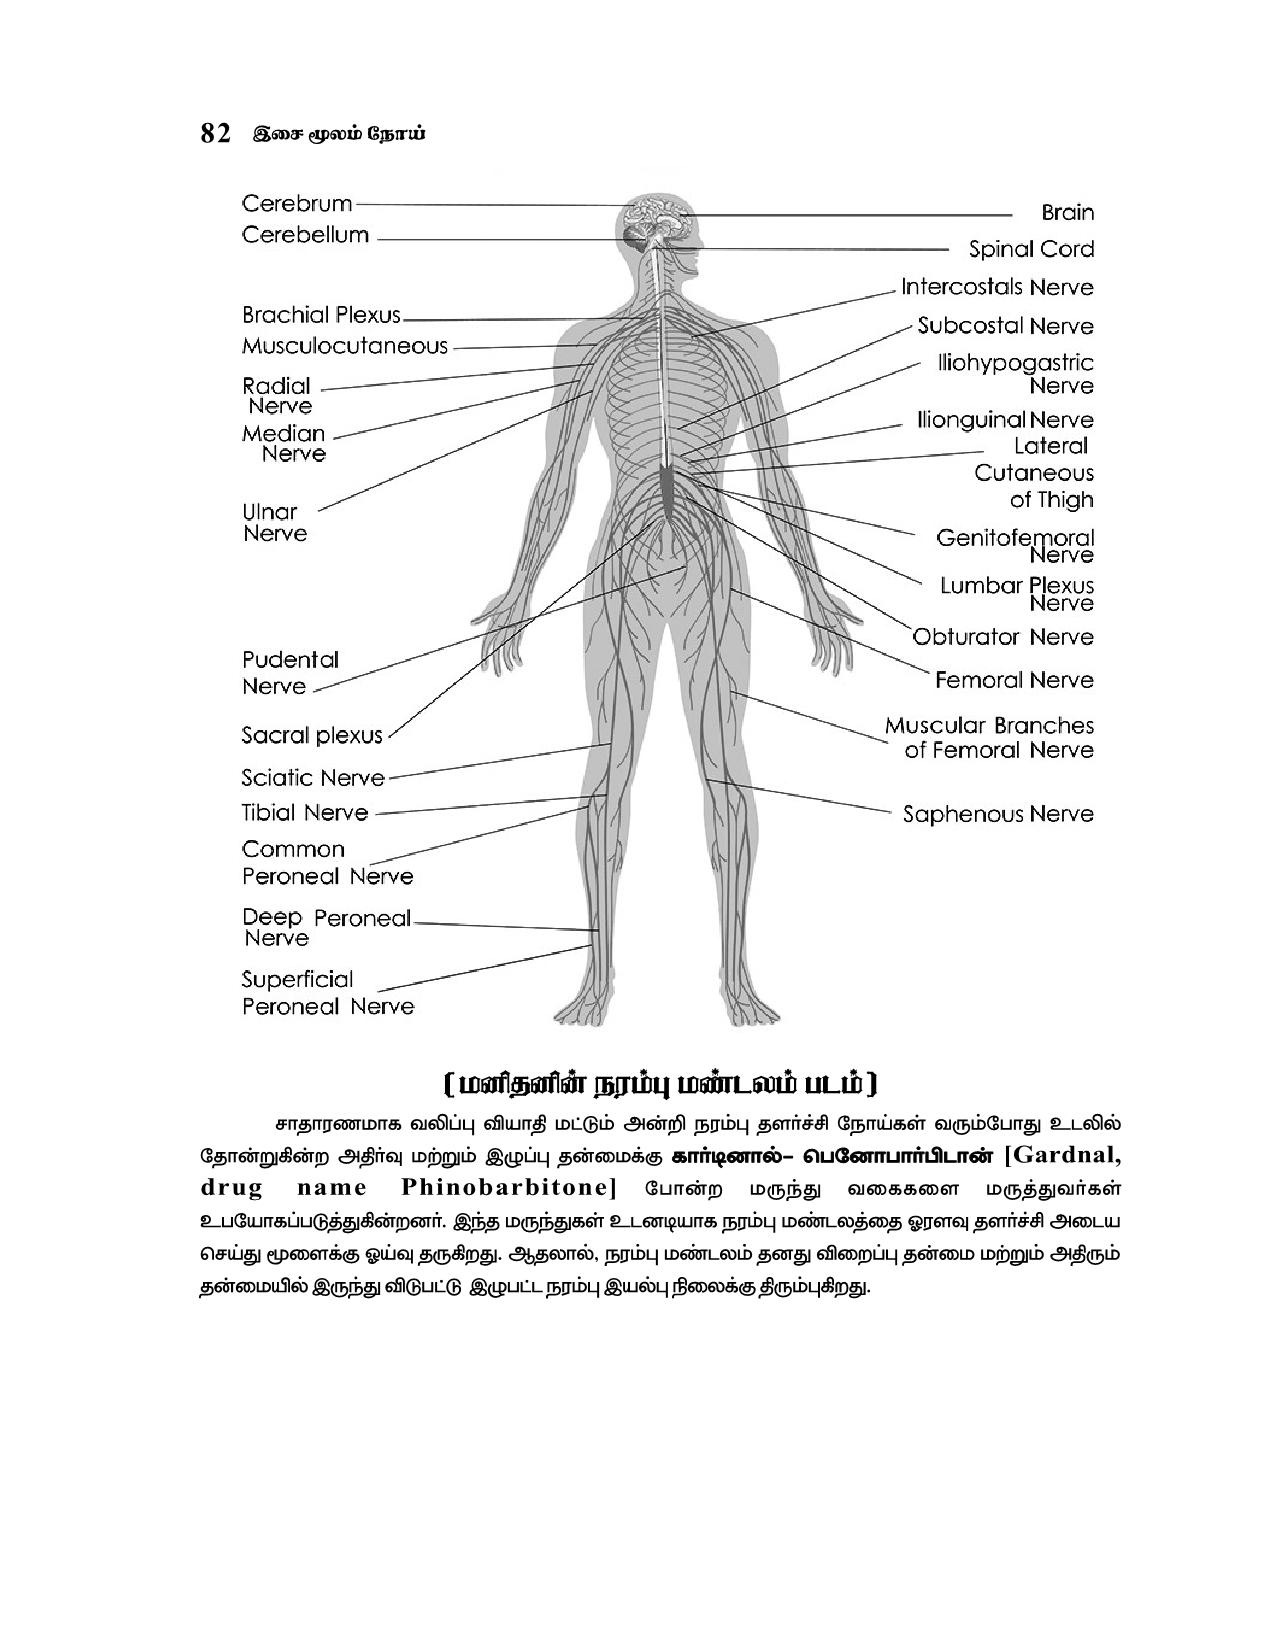 82 இசை மூலம் நோய்
Cerebrum
Cerebellum
Brachial Plexus
Musculocutaneous
Radial
Nerve
Median
Nerve
Ulnar
Nerve
Pudental
Nerve
Sacral plexus
Sciatic Nerve
Tibial Nerve
Common
Peroneal Nerve
Deep Peroneal
Nerve
Superficial
Peroneal Nerve
Brain
Spinal Cord
Intercostals Nerve
Subcostal Nerve
Iliohypogastric
Nerve
Ilionguinal Nerve
Lateral
Cutaneous
of Thigh
Genitofemoral
Nerve
Lumbar Plexus
Nerve
Obturator Nerve
Femoral Nerve
Muscular Branches
of Femoral Nerve
Saphenous Nerve
(மனிதனின் நரம்பு மண்டலம் படம்)
சாதாரணமாக வலிப்பு வியாதி மட்டும் அன்றி நரம்பு தளர்ச்சி நோய்கள் வரும்போது உடலில்
தோன்றுகின்ற அதிர்வு மற்றும் இழுப்பு தன்மைக்கு கார்டினால்- பெனோபார்பிடான் [Gardnal,
drug name Phinobarbitone] போன்ற மருந்து வகைகளை மருத்துவர்கள்
உபயோகப்படுத்துகின்றனர். இந்த மருந்துகள் உடனடியாக நரம்பு மண்டலத்தை ஓரளவு தளர்ச்சி அடைய
செய்து மூளைக்கு ஓய்வு தருகிறது. ஆதலால், நரம்பு மண்டலம் தனது விறைப்பு தன்மை மற்றும் அதிரும்
தன்மையில் இருந்து விடுபட்டு இழுபட்ட நரம்பு இயல்பு நிலைக்கு திரும்புகிறது.